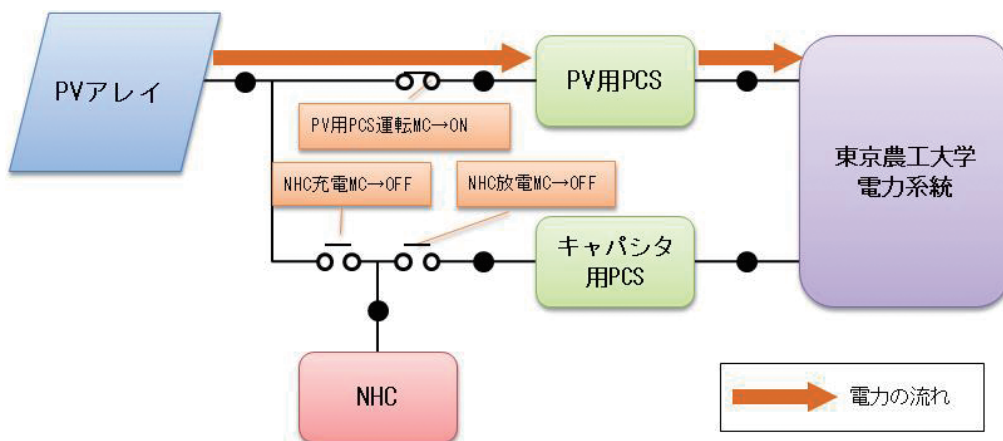 PVアレイ
PV用PCS
PV用PCS運転MC→ON
東京農工大学
電力系統
NHC充電MC→OFF
NHC放電MC→OFF
キャパシタ
用PCS
NHC
電力の流れ